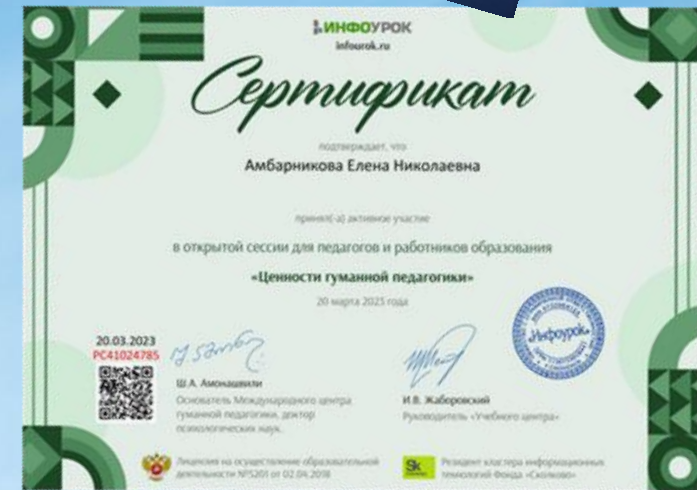 ИНФОУРОК
infourok.ru
Сертификат
подтверждает, что
Амбарникова Елена Николаевна
принял(-а) активное участие
в открытой сессии для педагогов и работников образования
«Ценности гуманной педагогики»
20 марта 2023 года
20.03.2023
РС41024785
Ш.А. Амонашвили
Основатель Международного центра
гуманной педагогики, доктор
психологических наук.
И.В. Жаборовский
Руководитель «Учебного центра»
«Инфоурок»
Лицензия на осуществление образовательной
деятельности №5201 от 02.04.2018
Sk
Резидент кластера информационных
технологий Фонда «Сколково»